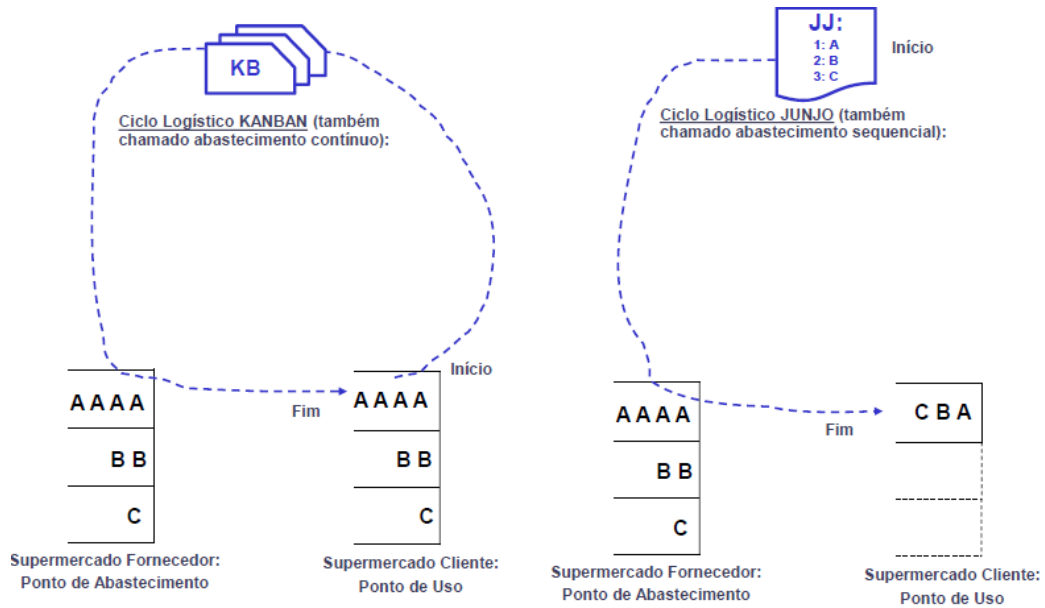 KB
Ciclo Logístico KANBAN (também
chamado abastecimento contínuo):
Início
A A A A
B B
C
Fim
A A A A
B B
C
Supermercado Fornecedor:
Ponto de Abastecimento
Supermercado Cliente:
Ponto de Uso
JJ:
1: A
2: B
3: C
Início
Ciclo Logístico JUNJO (também
chamado abastecimento sequencial):
A A A A
B B
C
Fim
C B A
Supermercado Fornecedor:
Ponto de Abastecimento
Supermercado Cliente:
Ponto de Uso